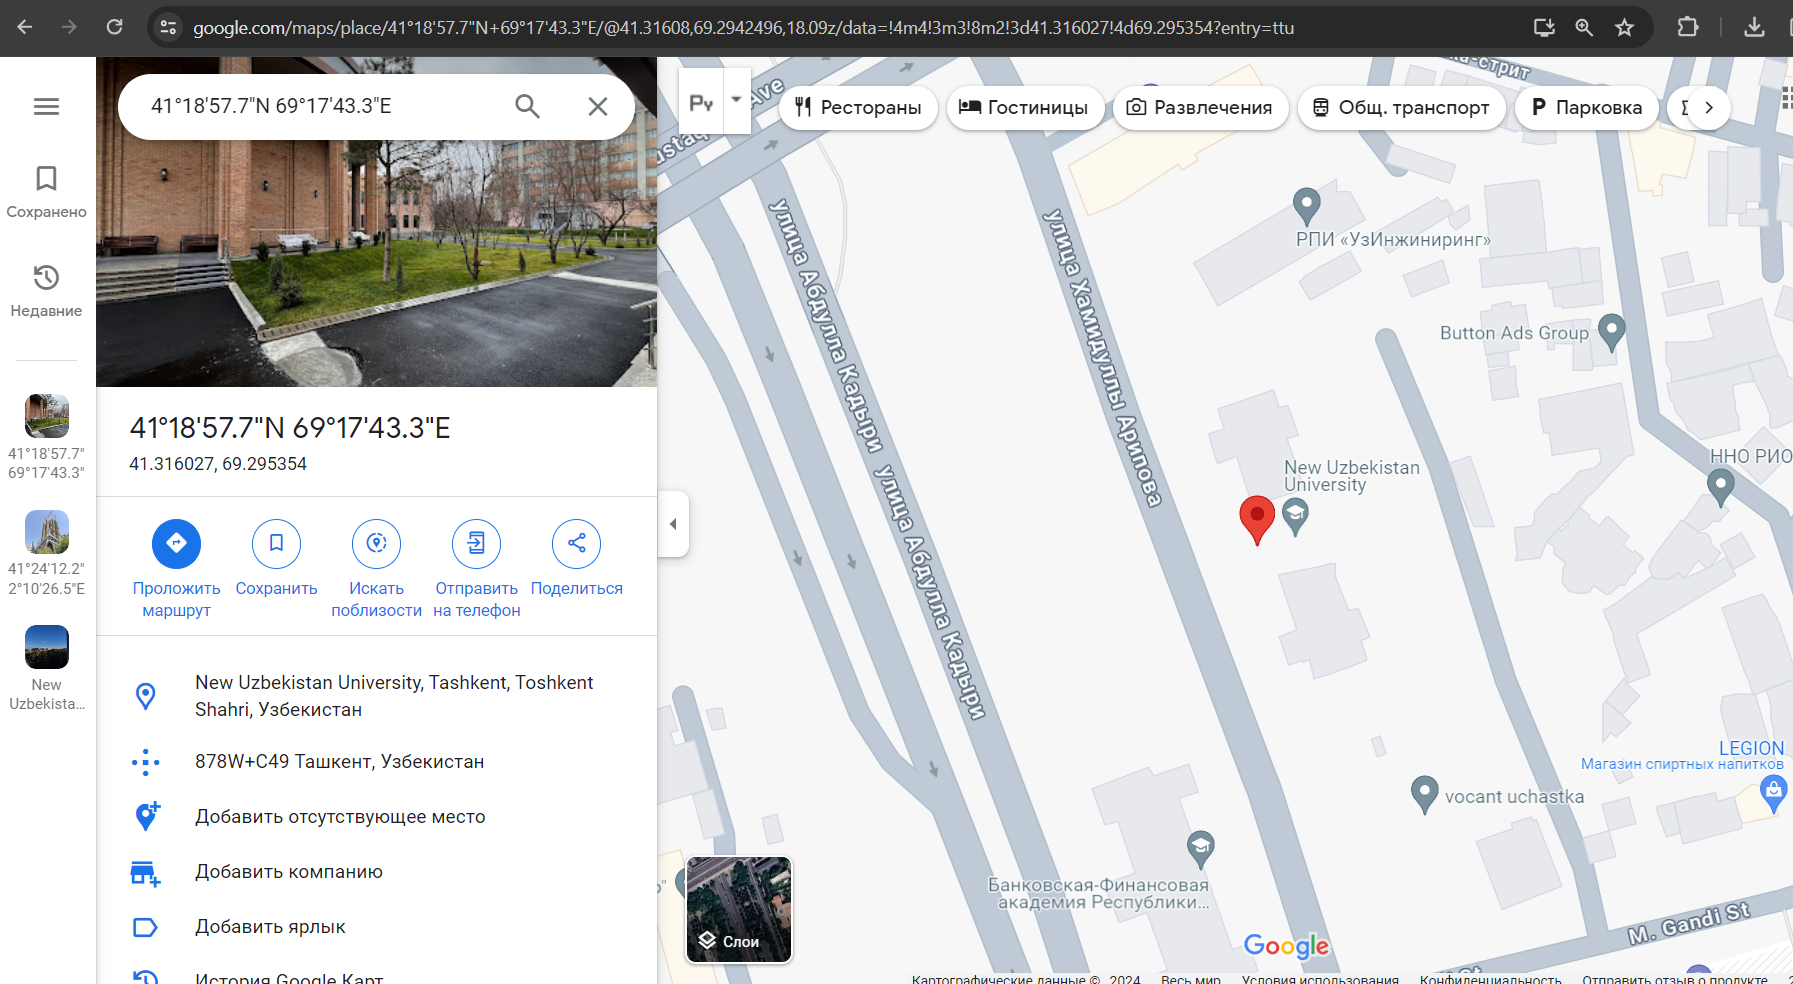 google.com/maps/place/41°18'57.7"N+69°17'43.3"E/@41.31608,69.2942496,18.09z/data=!4m4!3m3!8m2!3d41.316027!4d69.295354?entry=ttu
41°18'57.7"N 69°17'43.3"E
Сохранено
Недавние
41°18'57.7"
69°17'43.3"
41°24'12.2"
2°10'26.5"E
New
Uzbekista...
41°18'57.7"N 69°17'43.3"E
41.316027, 69.295354
Проложить
маршрут
Сохранить
Искать
поблизости
Отправить
на телефон
Поделиться
New Uzbekistan University, Tashkent, Toshkent
Shahri, Узбекистан
878W+C49 Ташкент, Узбекистан
Добавить отсутствующее место
Добавить компанию
Добавить ярлык
История Google Карт
Рестораны
Гостиницы
Развлечения
Общ. транспорт
P Парковка
Ave
улица Абдулла Кадыри
улица Абдулла Кадыри
улица Хамидуллы Арипова
РПИ «УзИнжиниринг»
Button Ads Group
New Uzbekistan
University
ННО РИО
LEGION
Магазин спиртных напитков
vocant uchastka
Банковская-Финансовая
академия Республики...
M. Gandi St
Слои
Google
Картографические данные © 2024
Весь мир
Условия использования
Конфиденциальность
Отправить отзыв о продукте